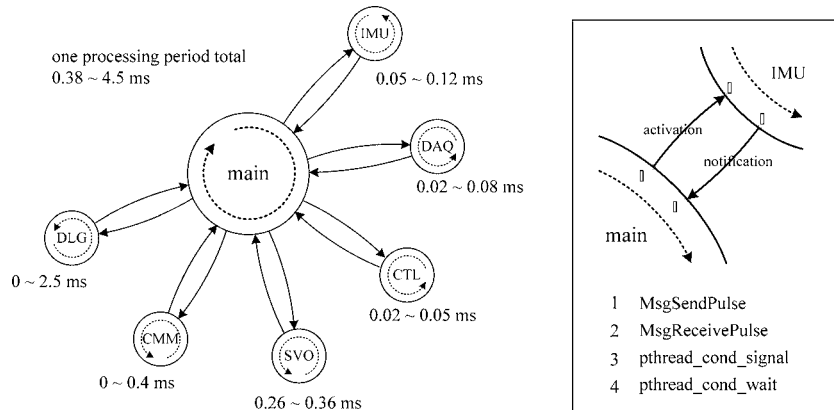 one processing period total
0.38 ~ 4.5 ms
IMU
0.05 ~ 0.12 ms
DAQ
0.02 ~ 0.08 ms
main
DLG
0 ~ 2.5 ms
CTL
0.02 ~ 0.05 ms
CMM
0 ~ 0.4 ms
SVO
0.26 ~ 0.36 ms
IMU
activation
notification
main
1 MsgSendPulse
2 MsgReceivePulse
3 pthread_cond_signal
4 pthread_cond_wait